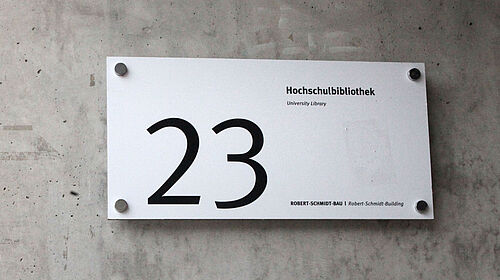 Hochschulbibliothek
University Library
23
ROBERT-SCHMIDT-BAU | Robert-Schmidt-Building